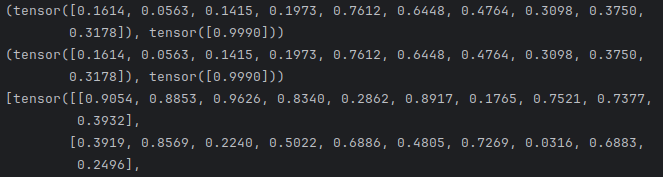 (tensor([0.1614, 0.0563, 0.1415, 0.1973, 0.7612, 0.6448, 0.4764, 0.3098, 0.3750,
        0.3178]), tensor([0.9990]))
(tensor([0.1614, 0.0563, 0.1415, 0.1973, 0.7612, 0.6448, 0.4764, 0.3098, 0.3750,
        0.3178]), tensor([0.9990]))
[tensor([[0.9054, 0.8853, 0.9626, 0.8340, 0.2862, 0.8917, 0.1765, 0.7521, 0.7377,
         0.3932],
        [0.3919, 0.8569, 0.2240, 0.5022, 0.6886, 0.4805, 0.7269, 0.0316, 0.6883,
         0.2496],